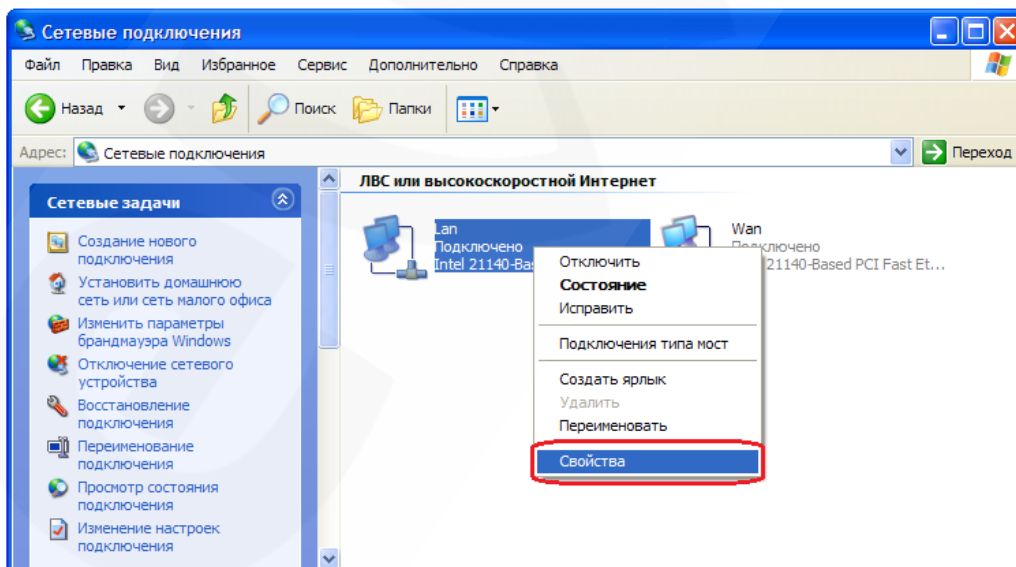 Сетевые подключения
Файл Правка Вид Избранное Сервис Дополнительно Справка
Назад Поиск Папки
Адрес: Сетевые подключения Переход
Сетевые задачи
Создание нового
подключения
Установить домашнюю
сеть или сеть малого офиса
Изменить параметры
брандмауэра Windows
Отключение сетевого
устройства
Восстановление
подключения
Переименование
подключения
Просмотр состояния
подключения
Изменение настроек
подключения
ЛВС или высокоскоростной Интернет
Lan
Подключено
Intel 21140-Bas
Wan
Подключено
21140-Based PCI Fast Et...
Отключить
Состояние
Исправить
Подключения типа мост
Создать ярлык
Удалить
Переименовать
Свойства